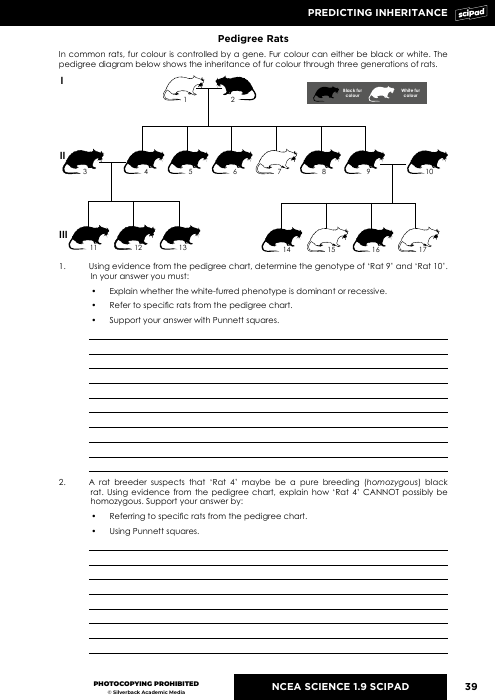 PREDICTING INHERITANCE scipad
Pedigree Rats
In common rats, fur colour is controlled by a gene. Fur colour can either be black or white. The
pedigree diagram below shows the inheritance of fur colour through three generations of rats.
I
1
2
Black fur colour
White fur colour
II
3
4
5
6
7
8
9
10
III
11
12
13
14
15
16
17
1. Using evidence from the pedigree chart, determine the genotype of ‘Rat 9’ and ‘Rat 10’.
In your answer you must:
• Explain whether the white-furred phenotype is dominant or recessive.
• Refer to specific rats from the pedigree chart.
• Support your answer with Punnett squares.
2. A rat breeder suspects that ‘Rat 4’ maybe be a pure breeding (homozygous) black
rat. Using evidence from the pedigree chart, explain how ‘Rat 4’ CANNOT possibly be
homozygous. Support your answer by:
• Referring to specific rats from the pedigree chart.
• Using Punnett squares.
PHOTOCOPYING PROHIBITED
© Silverback Academic Media
NCEA SCIENCE 1.9 SCIPAD
39